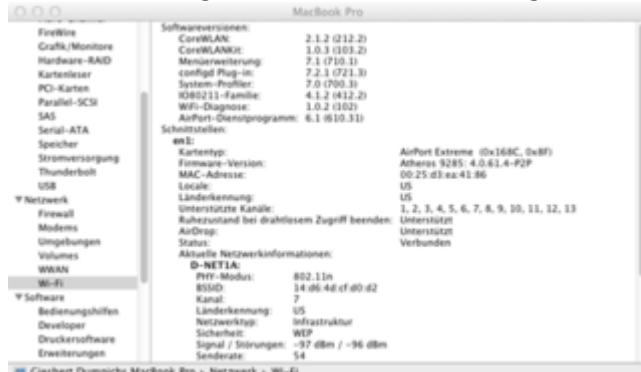 MacBook Pro
FireWire
Grafik/Monitore
Hardware-RAID
Kartenleser
PCI-Karten
Parallel-SCSI
SAS
Serial-ATA
Speicher
Stromversorgung
Thunderbolt
USB
Netzwerk
Firewall
Modems
Umgebungen
Volumes
WWAN
Wi-Fi
Software
Bedienungshilfen
Developer
Druckersoftware
Erweiterungen
Softwareversionen:
CoreWLAN: 2.1.2 (212.2)
CoreWLANKit: 1.0.3 (103.2)
Menüerweiterung: 7.1 (710.1)
configd Plug-in: 7.2.1 (721.3)
System-Profiler: 7.0 (700.3)
IO80211-Familie: 4.1.2 (412.2)
WiFi-Diagnose: 1.0.2 (102)
AirPort-Dienstprogramm: 6.1 (610.31)
Schnittstellen:
en1:
Kartentyp: AirPort Extreme (0x168C, 0x8F)
Firmware-Version: Atheros 9285: 4.0.61.4-P2P
MAC-Adresse: 00:25:d3:ea:41:86
Locale: US
Länderkennung: US
Unterstützte Kanäle: 1, 2, 3, 4, 5, 6, 7, 8, 9, 10, 11, 12, 13
Ruhezustand bei drahtlosem Zugriff beenden: Unterstützt
AirDrop: Unterstützt
Status: Verbunden
Aktuelle Netzwerkinformationen:
D-NET1A:
PHY-Modus: 802.11n
BSSID: 14:d6:4d:cf:d0:d2
Kanal: 7
Länderkennung: US
Netzwerktyp: Infrastruktur
Sicherheit: WEP
Signal / Störungen: -97 dBm / -96 dBm
Senderate: 54
MacBook Pro ▸ Netzwerk ▸ Wi-Fi